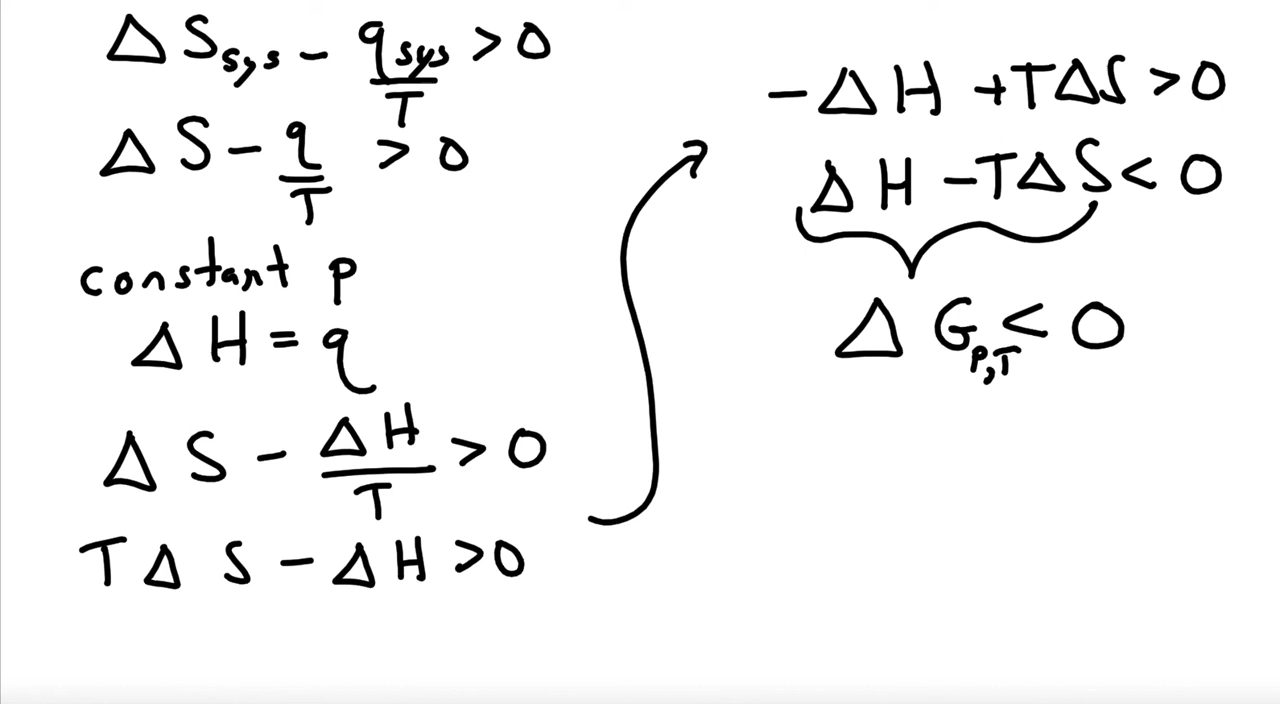 ΔS_sys - q_sys/T > 0
ΔS - q/T > 0
constant p
ΔH = q
ΔS - ΔH/T > 0
TΔS - ΔH > 0
-ΔH + TΔS > 0
ΔH - TΔS < 0
ΔG_P,T < 0